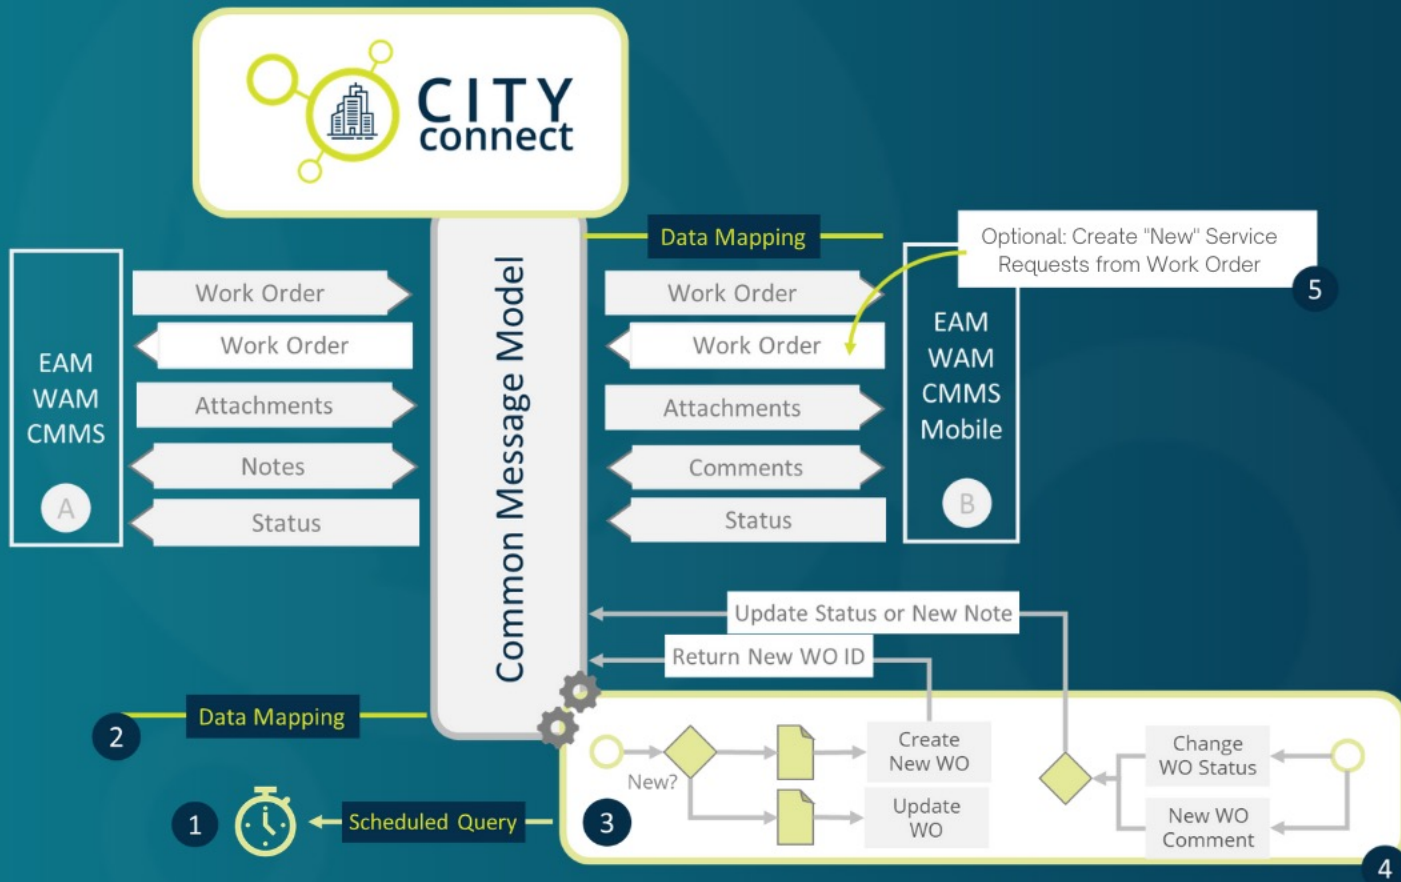 CITY
connect
Data Mapping
Optional: Create "New" Service
Requests from Work Order
5
Common Message Model
EAM
WAM
CMMS
A
Work Order
Work Order
Attachments
Notes
Status
Work Order
Work Order
Attachments
Comments
Status
EAM
WAM
CMMS
Mobile
B
Update Status or New Note
Return New WO ID
2
Data Mapping
1
Scheduled Query
3
New?
Create
New WO
Update
WO
Change
WO Status
New WO
Comment
4